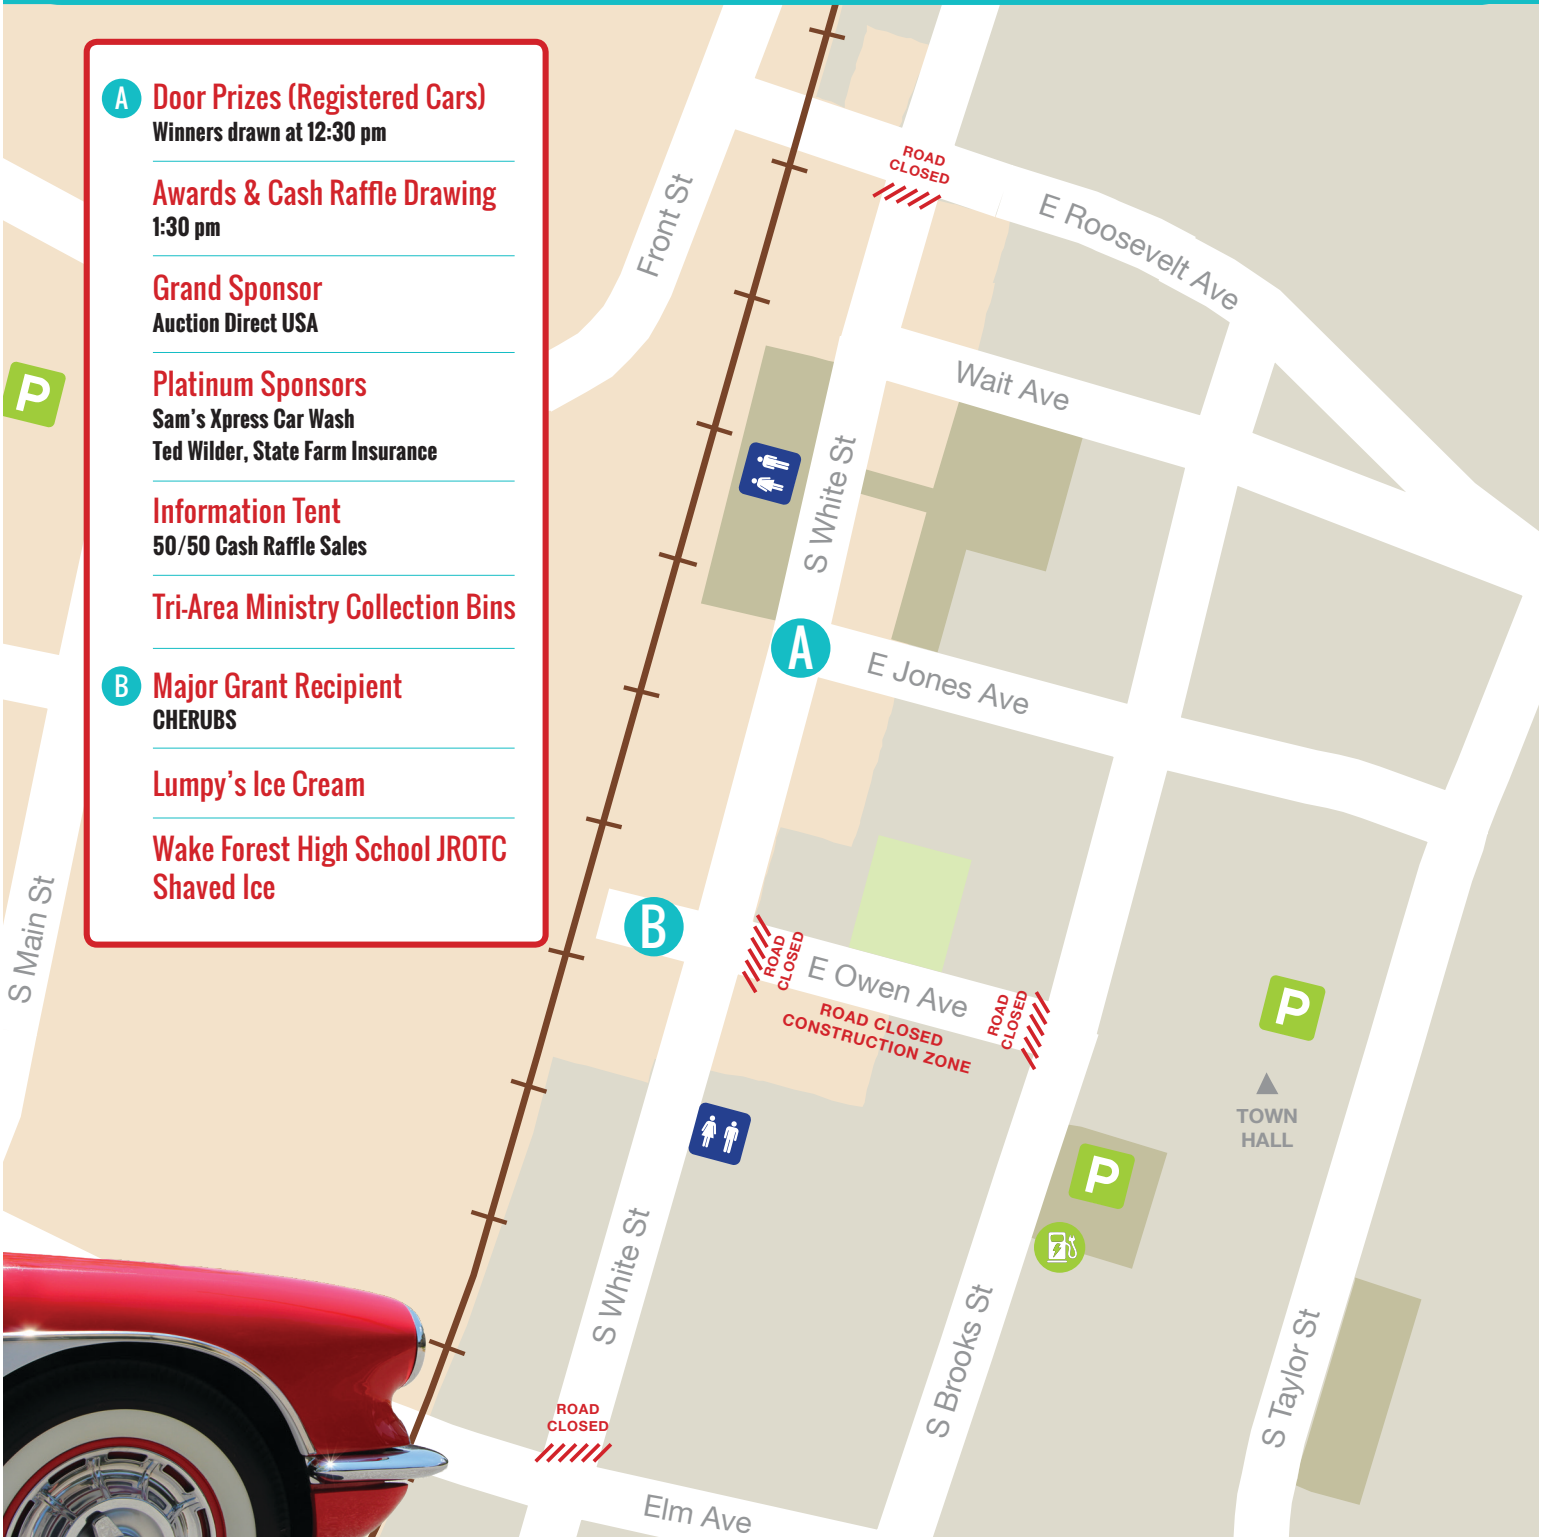 A
Door Prizes (Registered Cars)
Winners drawn at 12:30 pm
Awards & Cash Raffle Drawing
1:30 pm
Grand Sponsor
Auction Direct USA
Platinum Sponsors
Sam's Xpress Car Wash
Ted Wilder, State Farm Insurance
Information Tent
50/50 Cash Raffle Sales
Tri-Area Ministry Collection Bins
B
Major Grant Recipient
CHERUBS
Lumpy's Ice Cream
Wake Forest High School JROTC
Shaved Ice
P
S Main St
Front St
ROAD
CLOSED
E Roosevelt Ave
Wait Ave
S White St
A
E Jones Ave
B
ROAD
CLOSED
E Owen Ave
ROAD
CLOSED
ROAD CLOSED
CONSTRUCTION ZONE
P
TOWN
HALL
P
S White St
S Brooks St
S Taylor St
ROAD
CLOSED
Elm Ave